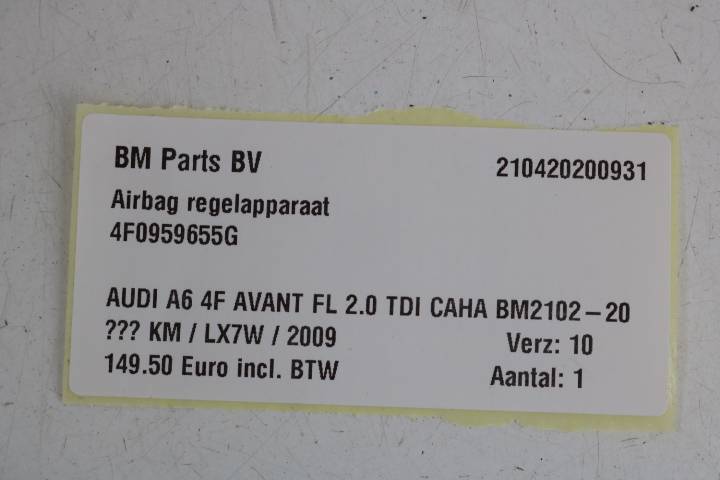 BM Parts BV 210420200931
Airbag regelapparaat
4F0959655G
AUDI A6 4F AVANT FL 2.0 TDI CAHA BM2102-20
??? KM / LX7W / 2009 Verz: 10
149.50 Euro incl. BTW Aantal: 1